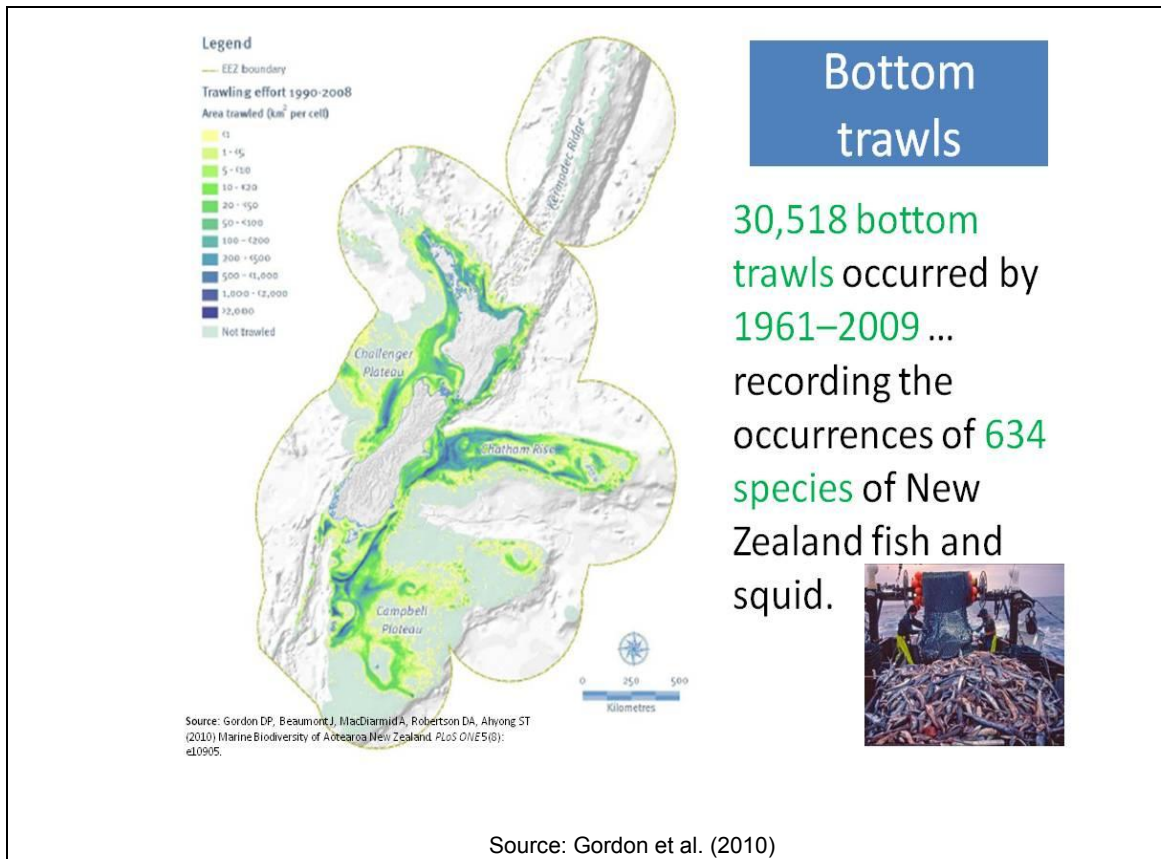 Legend
EEZ boundary
Trawling effort 1990-2008
Area trawled (km² per cell)
<1
1 - <5
5 - <10
10 - <20
20 - <50
50 - <100
100 - <200
200 - <500
500 - <1,000
1,000 - <2,000
>2,000
Not trawled
Kermadec Ridge
Challenger
Plateau
Chatham Rise
Campbell
Plateau
0 250 500
Kilometres
Source: Gordon DP, Beaumont J, MacDiarmid A, Robertson DA, Ahyong ST
(2010) Marine Biodiversity of Aotearoa New Zealand. PLoS ONE 5(8):
e10905.
Bottom
trawls
30,518 bottom
trawls occurred by
1961–2009 ...
recording the
occurrences of 634
species of New
Zealand fish and
squid.
Source: Gordon et al. (2010)